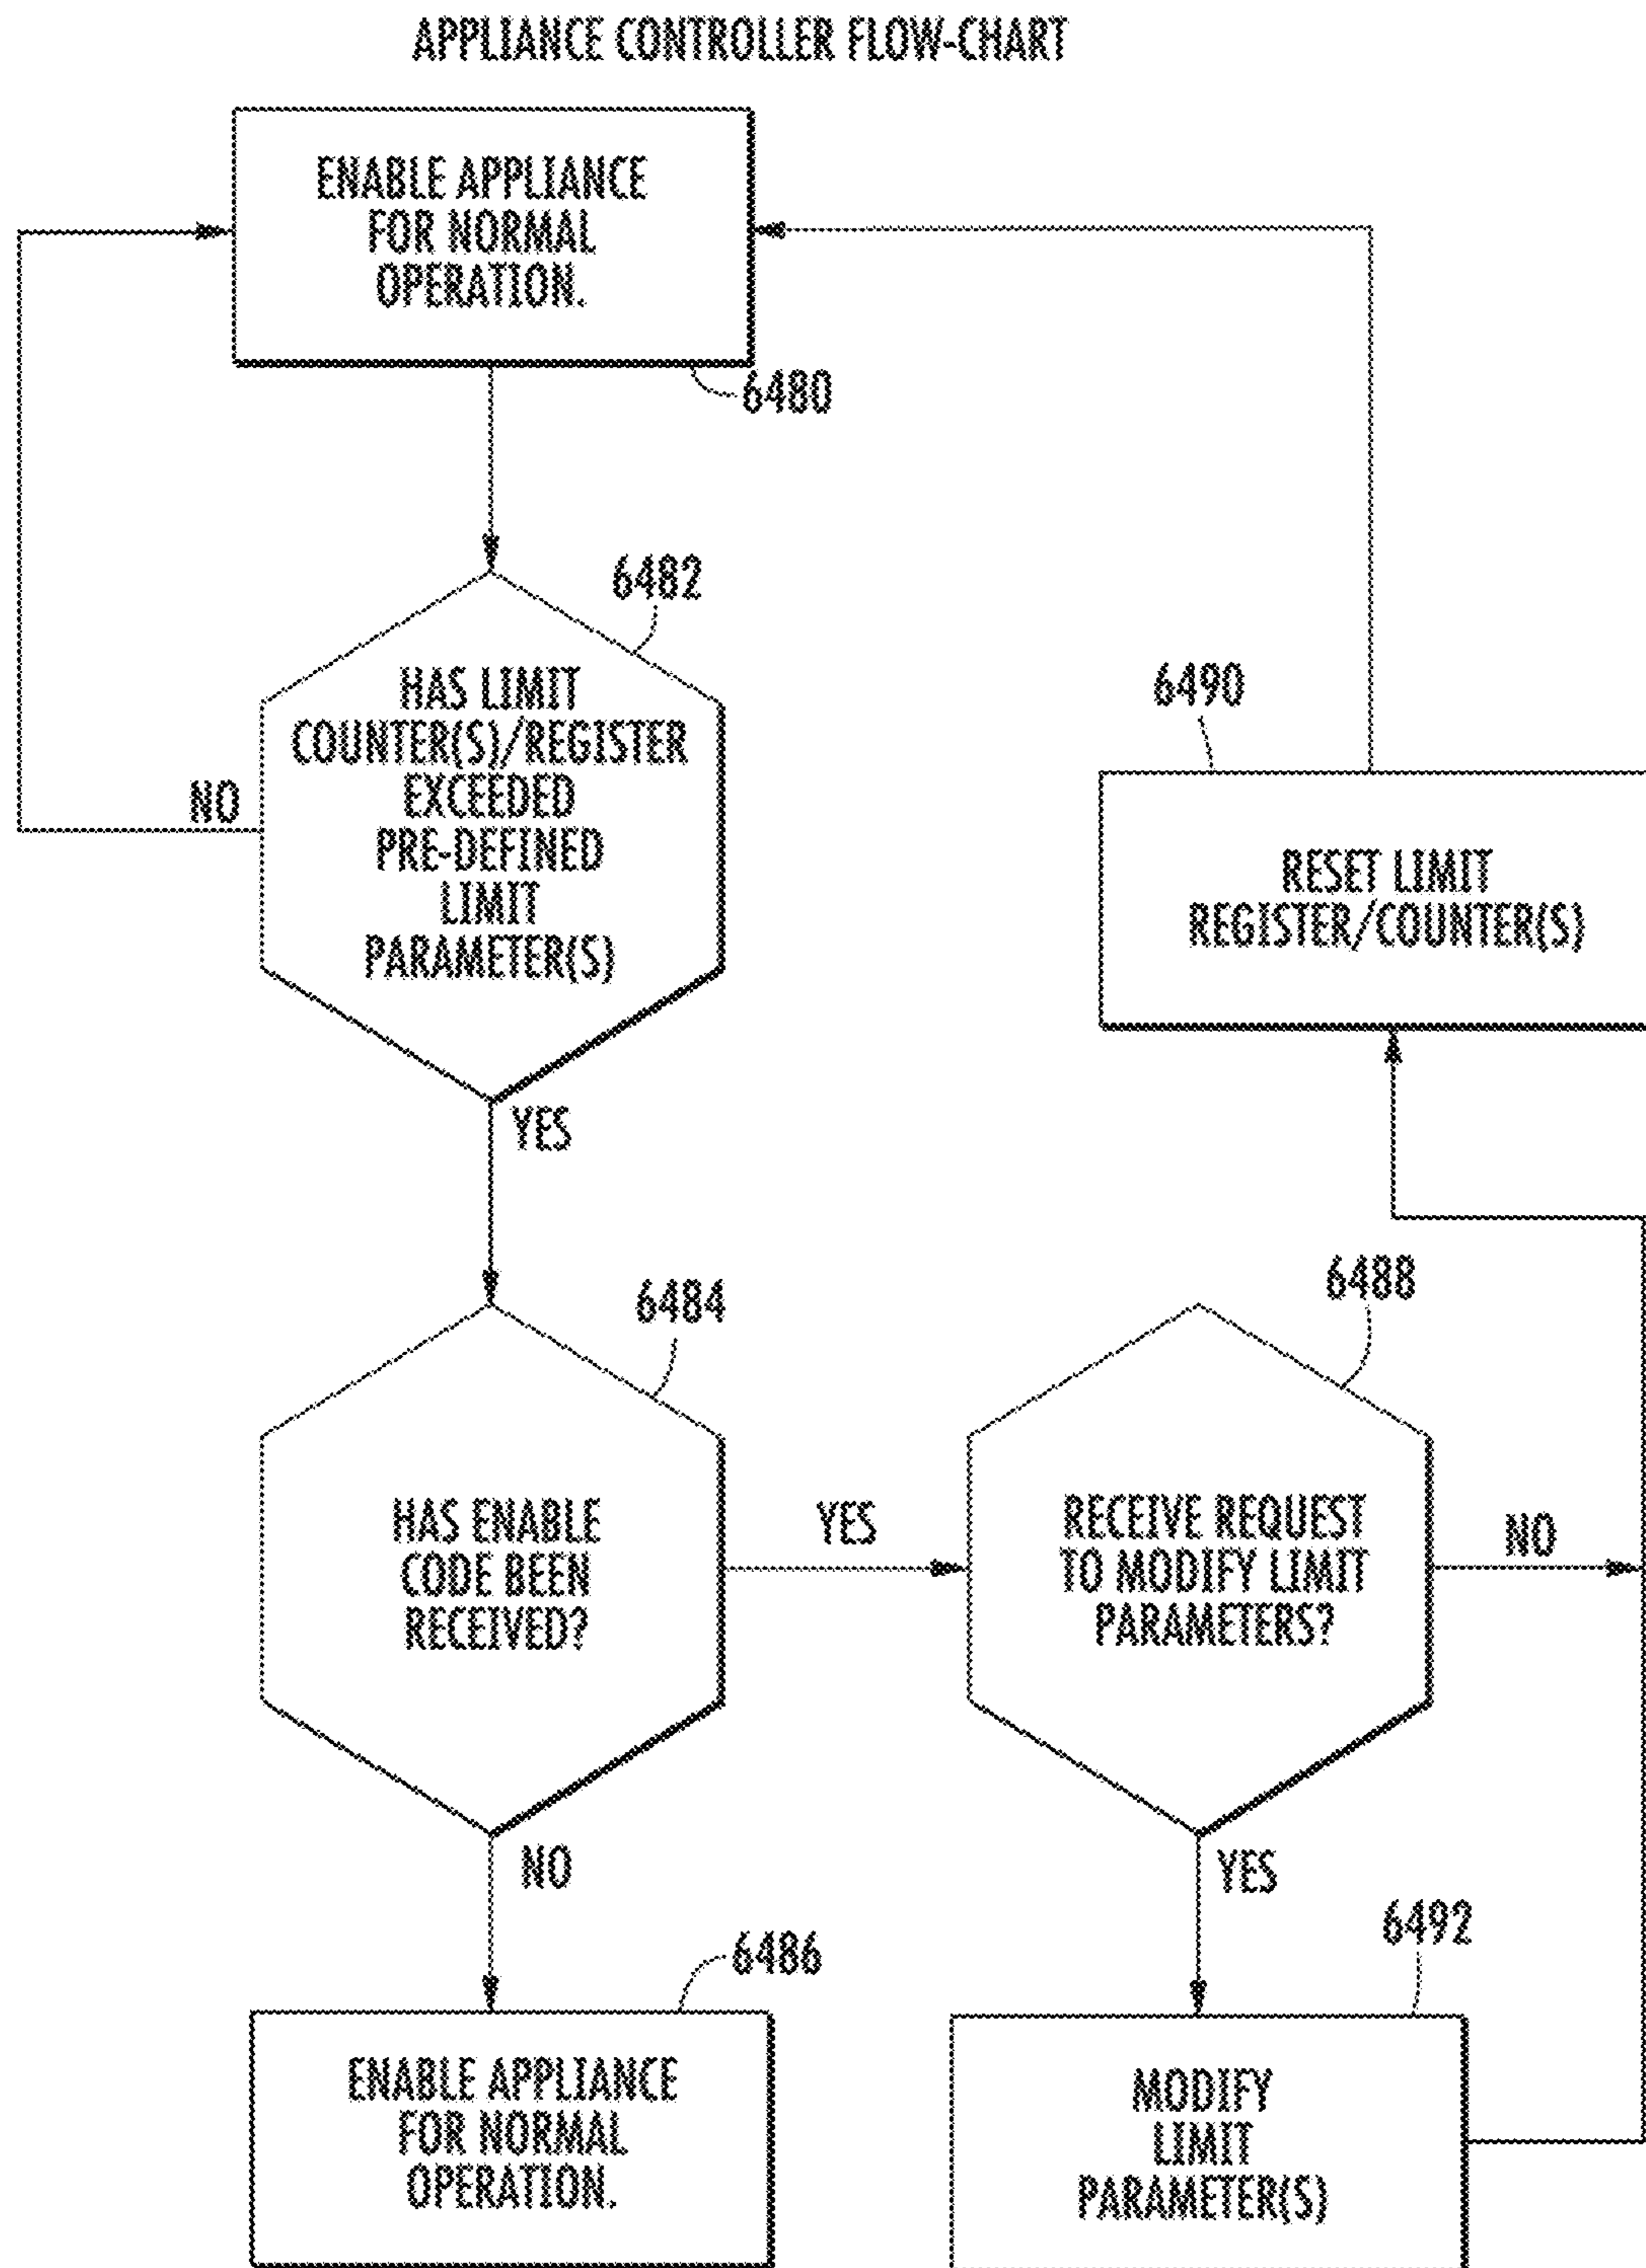 APPLIANCE CONTROLLER FLOW-CHART
ENABLE APPLIANCE
FOR NORMAL
OPERATION.
6480
6482
HAS LIMIT
COUNTER(S)/REGISTER
EXCEEDED
PRE-DEFINED
LIMIT
PARAMETER(S)
NO
YES
6490
RESET LIMIT
REGISTER/COUNTER(S)
6484
HAS ENABLE
CODE BEEN
RECEIVED?
YES
NO
6488
RECEIVE REQUEST
TO MODIFY LIMIT
PARAMETERS?
NO
YES
6486
ENABLE APPLIANCE
FOR NORMAL
OPERATION.
6492
MODIFY
LIMIT
PARAMETER(S)